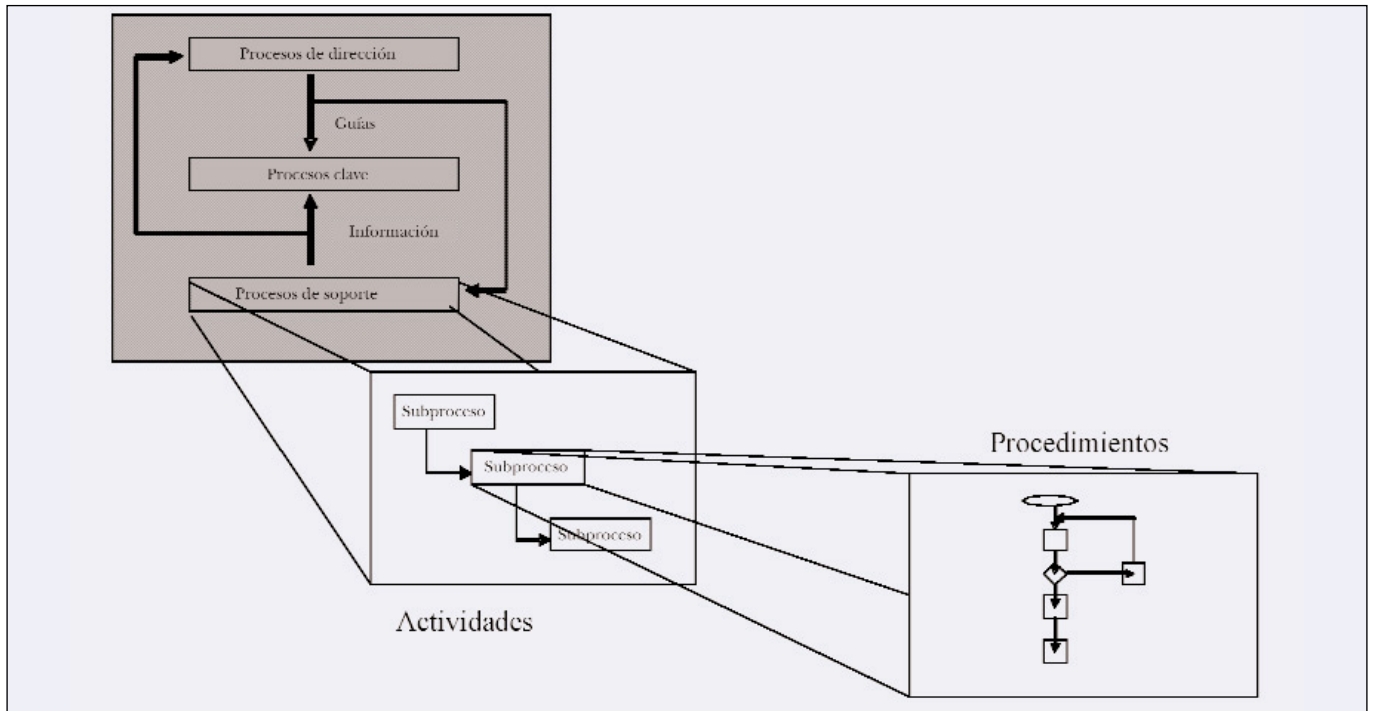 Procesos de dirección
Guías
Procesos clave
Información
Procesos de soporte
Subproceso
Subproceso
Subproceso
Actividades
Procedimientos